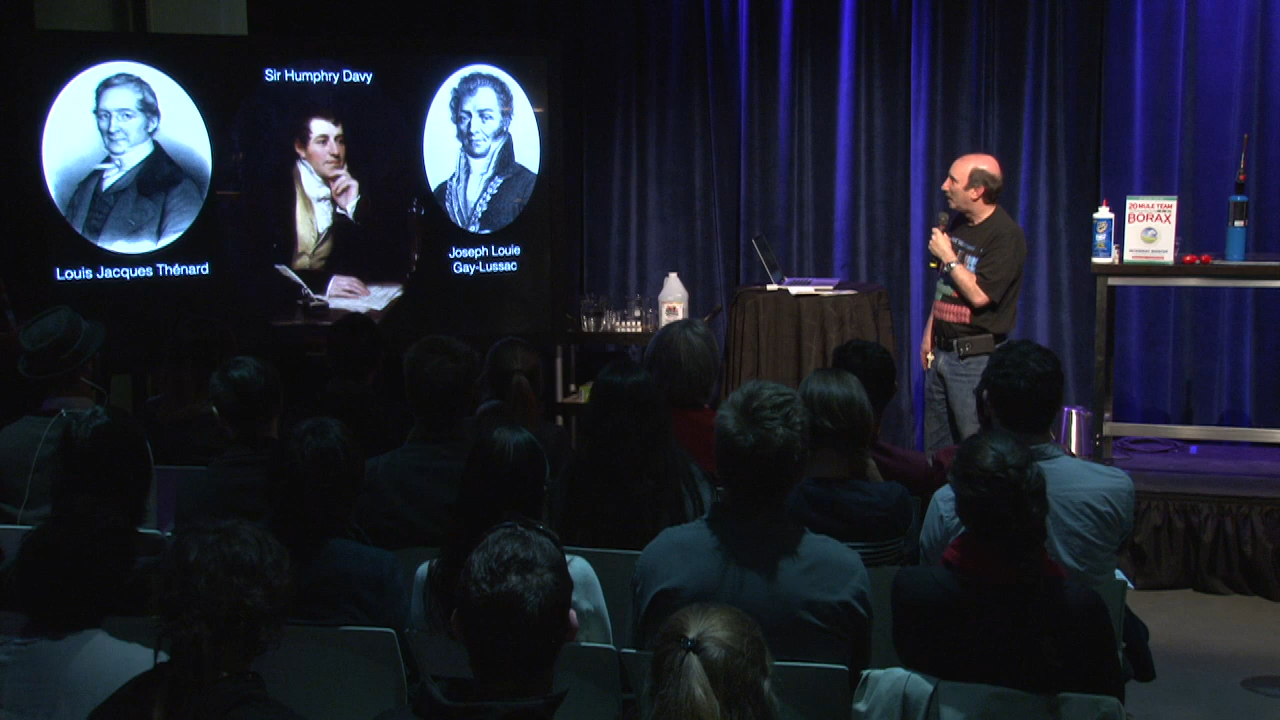 Sir Humphry Davy
Louis Jacques Thénard
Joseph Louie
Gay-Lussac
20 MULE TEAM
BORAX